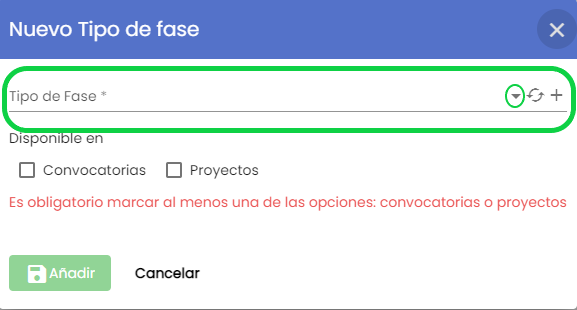 Nuevo Tipo de fase
Tipo de Fase *
Disponible en
Convocatorias Proyectos
Es obligatorio marcar al menos una de las opciones: convocatorias o proyectos
Añadir Cancelar